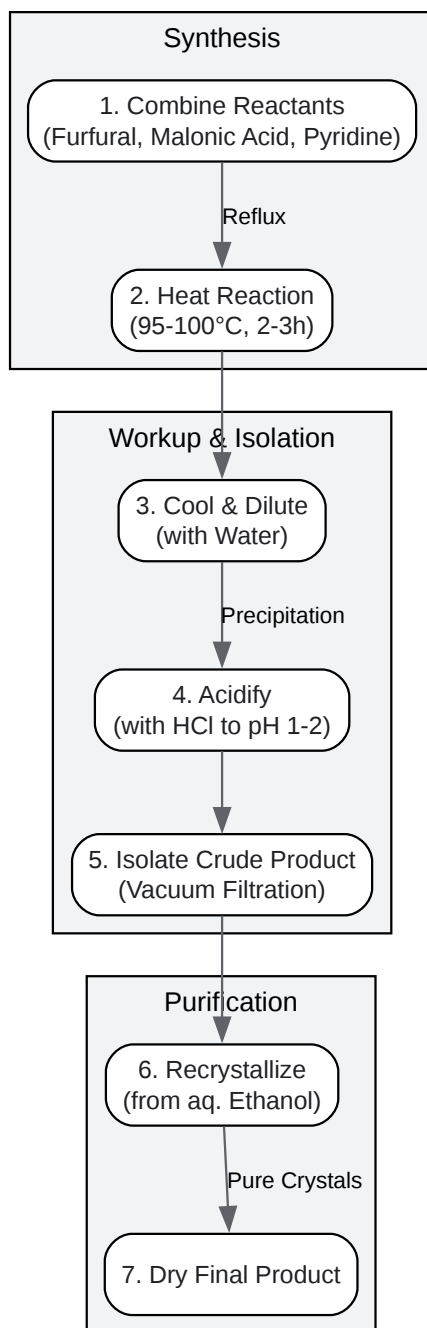 Synthesis
1. Combine Reactants
(Furfural, Malonic Acid, Pyridine)
Reflux
2. Heat Reaction
(95-100°C, 2-3h)
Workup & Isolation
3. Cool & Dilute
(with Water)
Precipitation
4. Acidify
(with HCl to pH 1-2)
5. Isolate Crude Product
(Vacuum Filtration)
Purification
6. Recrystallize
(from aq. Ethanol)
Pure Crystals
7. Dry Final Product